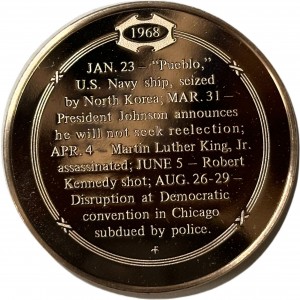 1968
JAN. 23 – "Pueblo,"
U.S. Navy ship, seized
by North Korea; MAR. 31 –
President Johnson announces
he will not seek reelection;
APR. 4 – Martin Luther King, Jr.
assassinated; JUNE 5 – Robert
Kennedy shot; AUG. 26-29 –
Disruption at Democratic
convention in Chicago
subdued by police.